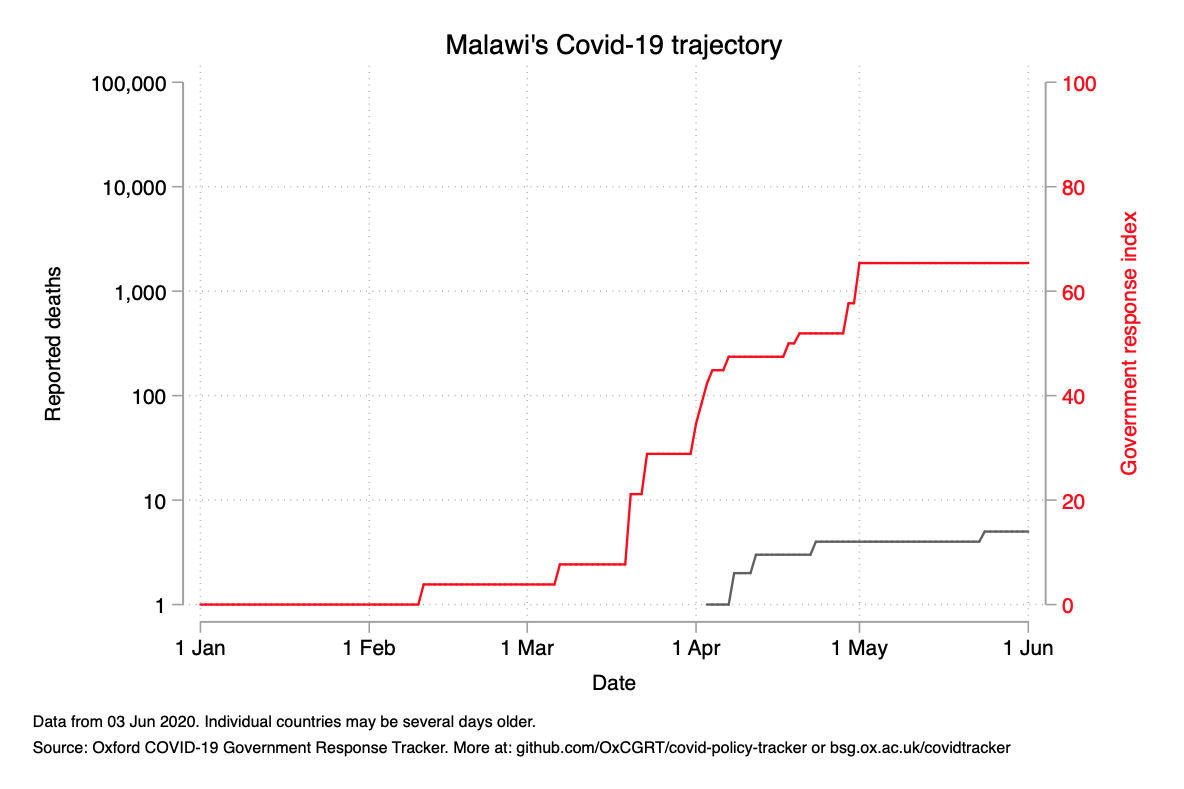 Malawi's Covid-19 trajectory
100,000
10,000
1,000
100
10
1
Reported deaths
100
80
60
40
20
0
Government response index
1 Jan 1 Feb 1 Mar 1 Apr 1 May 1 Jun
Date
Data from 03 Jun 2020. Individual countries may be several days older.
Source: Oxford COVID-19 Government Response Tracker. More at: github.com/OxCGRT/covid-policy-tracker or bsg.ox.ac.uk/covidtracker